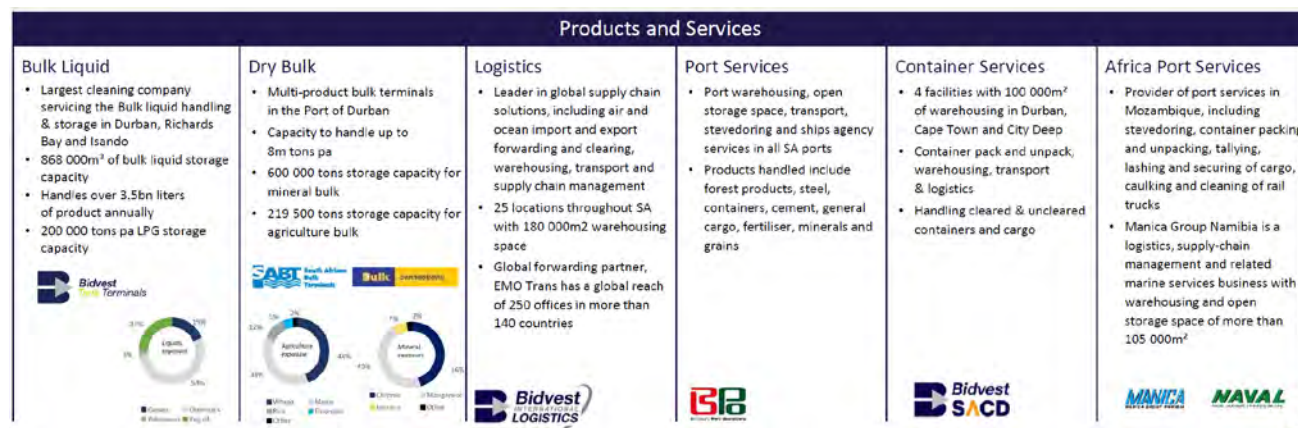 Products and Services
Bulk Liquid
• Largest cleaning company
servicing the Bulk liquid handling
& storage in Durban, Richards
Bay and Isando
• 868 000m³ of bulk liquid storage
capacity
• Handles over 3.5bn liters
of product annually
• 200 000 tons pa LPG storage
capacity
Bidvest
Tank Terminals
Dry Bulk
• Multi-product bulk terminals
in the Port of Durban
• Capacity to handle up to
8m tons pa
• 600 000 tons storage capacity for
mineral bulk
• 219 500 tons storage capacity for
agriculture bulk
SABT South African
Bulk
Terminals
Bulk
Agriculture
exposure
Mineral
Wheat Maize
Rice
Other
Chrome
Other
Logistics
• Leader in global supply chain
solutions, including air and
ocean import and export
forwarding and clearing,
warehousing, transport and
supply chain management
• 25 locations throughout SA
with 180 000m2 warehousing
space
• Global forwarding partner,
EMO Trans has a global reach
of 250 offices in more than
140 countries
Bidvest
INTERNATIONAL
LOGISTICS
Port Services
• Port warehousing, open
storage space, transport,
stevedoring and ships agency
services in all SA ports
• Products handled include
forest products, steel,
containers, cement, general
cargo, fertiliser, minerals and
grains
Container Services
• 4 facilities with 100 000m²
of warehousing in Durban,
Cape Town and City Deep
• Container pack and unpack,
warehousing, transport
& logistics
• Handling cleared & uncleared
containers and cargo
Bidvest
SACD
Africa Port Services
• Provider of port services in
Mozambique, including
stevedoring, container packing
and unpacking, tallying,
lashing and securing of cargo,
caulking and cleaning of rail
trucks
• Manica Group Namibia is a
logistics, supply-chain
management and related
marine services business with
warehousing and open
storage space of more than
105 000m²
MANICA
NAVAL